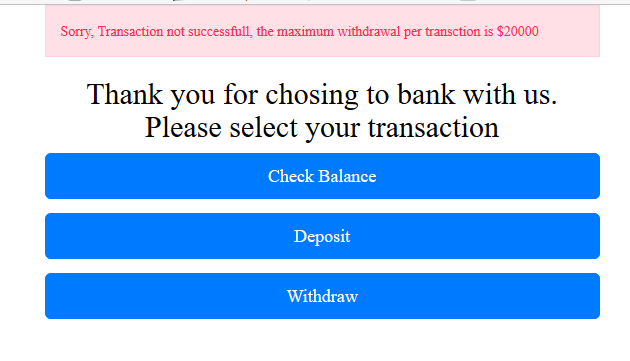 Sorry, Transaction not successfull, the maximum withdrawal per transction is $20000
Thank you for chosing to bank with us.
Please select your transaction
Check Balance
Deposit
Withdraw